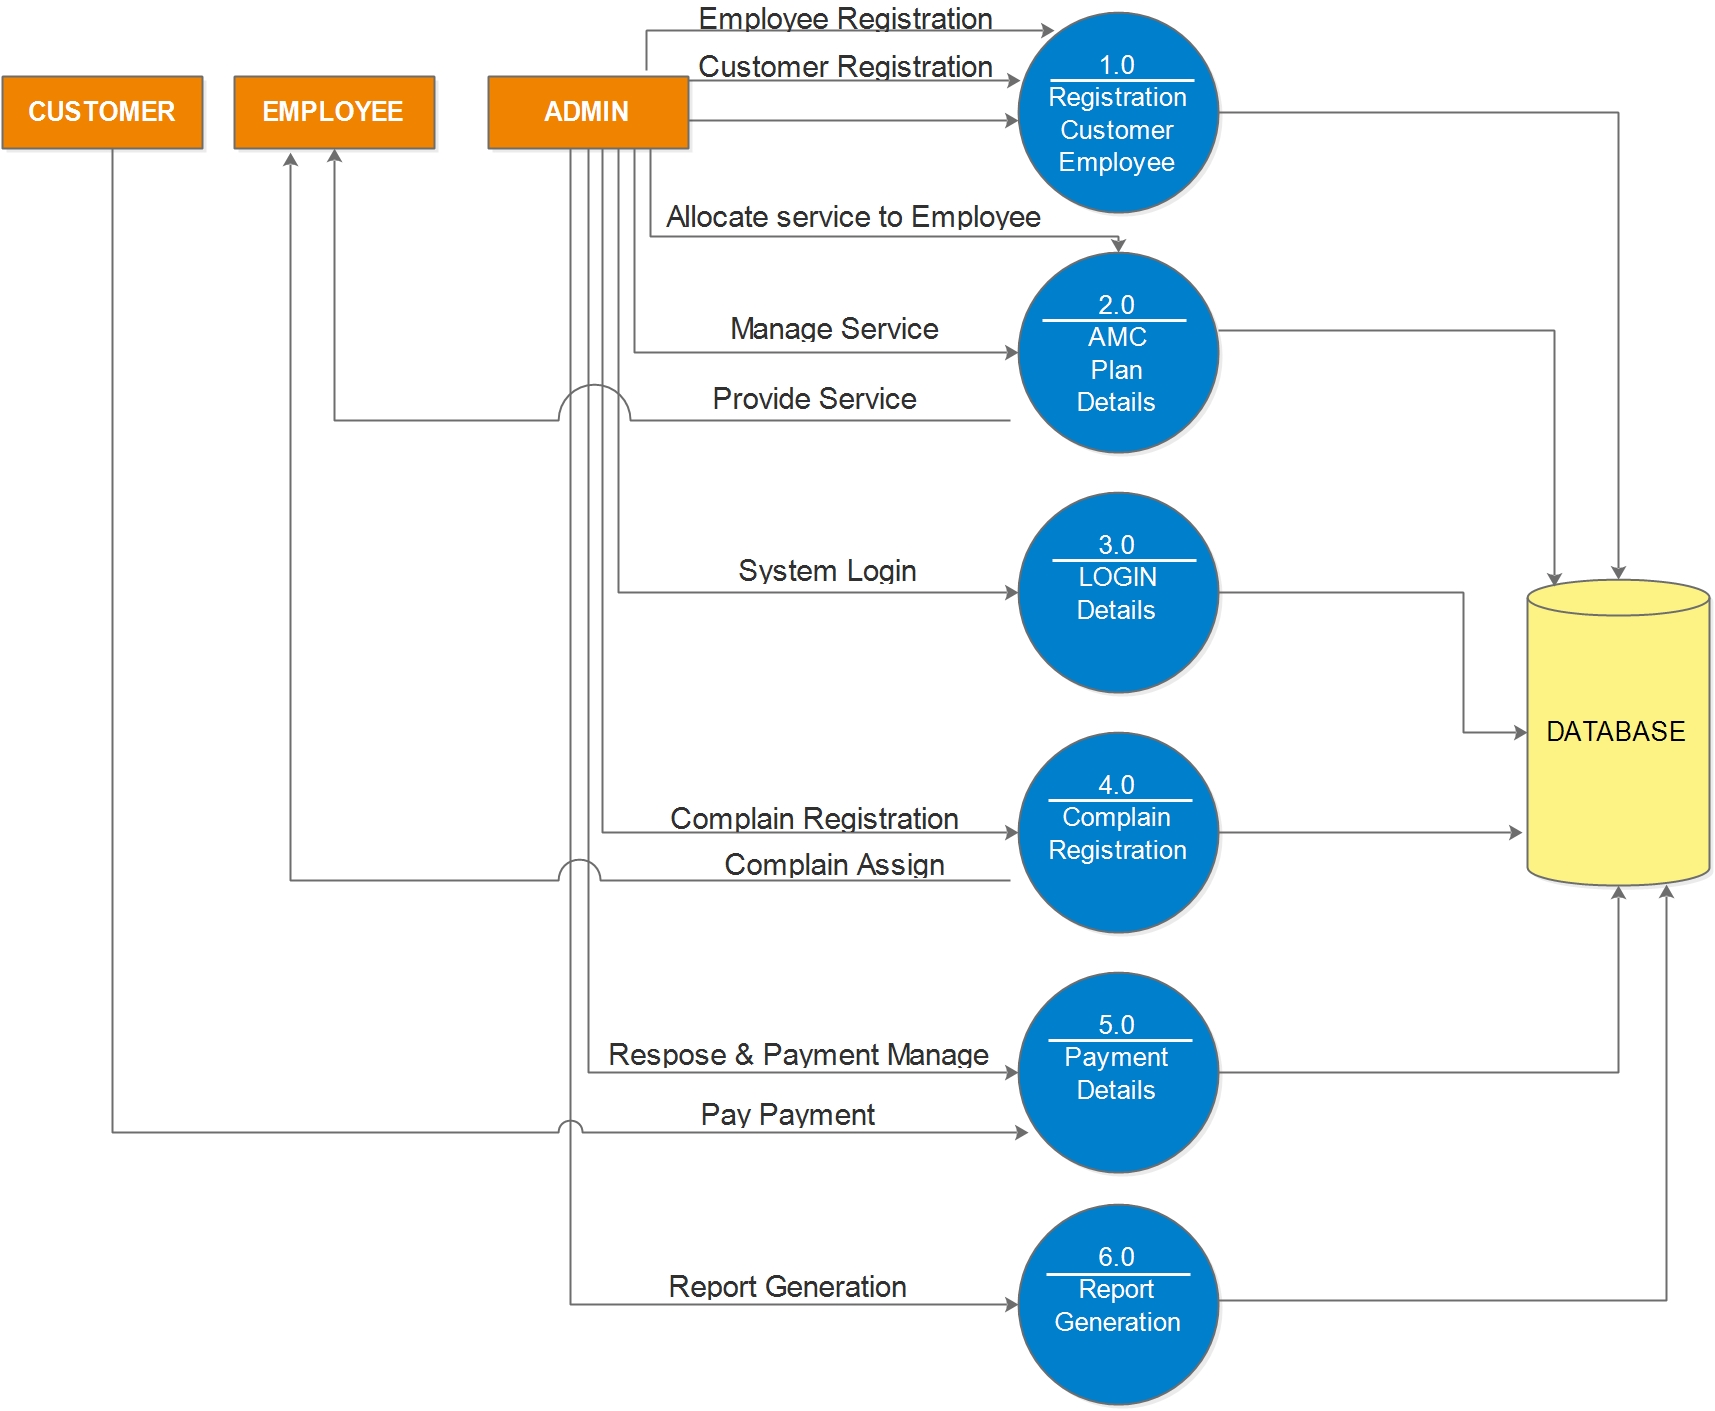 Employee Registration
Customer Registration
CUSTOMER
EMPLOYEE
ADMIN
1.0
Registration
Customer
Employee
Allocate service to Employee
2.0
AMC
Plan
Details
Manage Service
Provide Service
3.0
LOGIN
Details
System Login
DATABASE
4.0
Complain
Registration
Complain Registration
Complain Assign
5.0
Payment
Details
Respose & Payment Manage
Pay Payment
6.0
Report
Generation
Report Generation